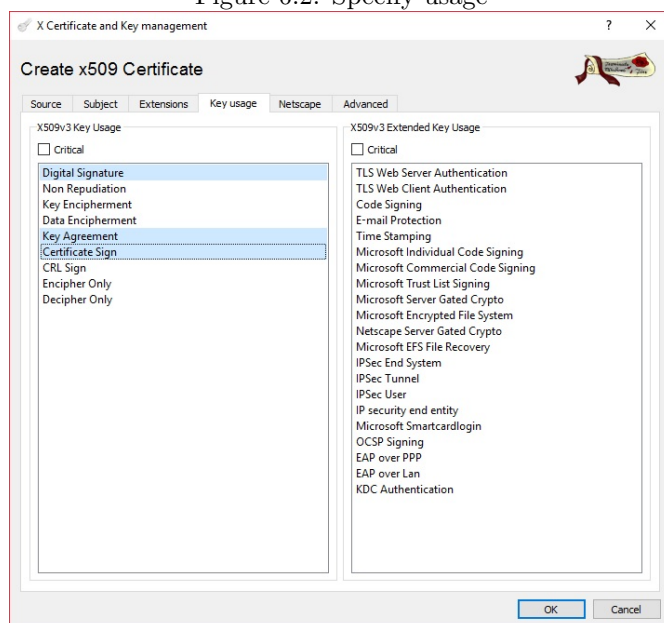 Figure 6.2: Specify usage
X Certificate and Key management
? X
Create x509 Certificate
Source Subject Extensions Key usage Netscape Advanced
X509v3 Key Usage
Critical
Digital Signature
Non Repudiation
Key Encipherment
Data Encipherment
Key Agreement
Certificate Sign
CRL Sign
Encipher Only
Decipher Only
X509v3 Extended Key Usage
Critical
TLS Web Server Authentication
TLS Web Client Authentication
Code Signing
E-mail Protection
Time Stamping
Microsoft Individual Code Signing
Microsoft Commercial Code Signing
Microsoft Trust List Signing
Microsoft Server Gated Crypto
Microsoft Encrypted File System
Netscape Server Gated Crypto
Microsoft EFS File Recovery
IPSec End System
IPSec Tunnel
IPSec User
IP security end entity
Microsoft Smartcardlogin
OCSP Signing
EAP over PPP
EAP over Lan
KDC Authentication
OK Cancel